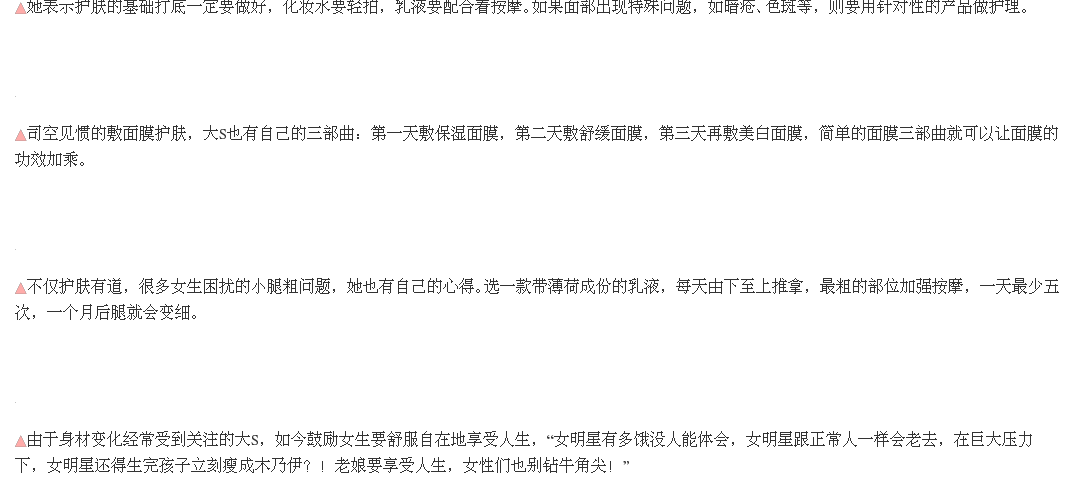 ▲她表示护肤的基础打底一定要做好，化妆水要轻拍，乳液要配合着按摩。如果面部出现特殊问题，如暗疮、色斑等，则要用针对性的产品做护理。
▲司空见惯的敷面膜护肤，大S也有自己的三部曲：第一天敷保湿面膜，第二天敷舒缓面膜，第三天再敷美白面膜，简单的面膜三部曲就可以让面膜的
功效加乘。
▲不仅护肤有道，很多女生困扰的小腿粗问题，她也有自己的心得。选一款带薄荷成份的乳液，每天由下至上推拿，最粗的部位加强按摩，一天最少五
次，一个月后腿就会变细。
▲由于身材变化经常受到关注的大S，如今鼓励女生要舒服自在地享受人生，“女明星有多饿没人能体会，女明星跟正常人一样会老去，在巨大压力
下，女明星还得生完孩子立刻瘦成木乃伊？！老娘要享受人生，女性们也别钻牛角尖！”